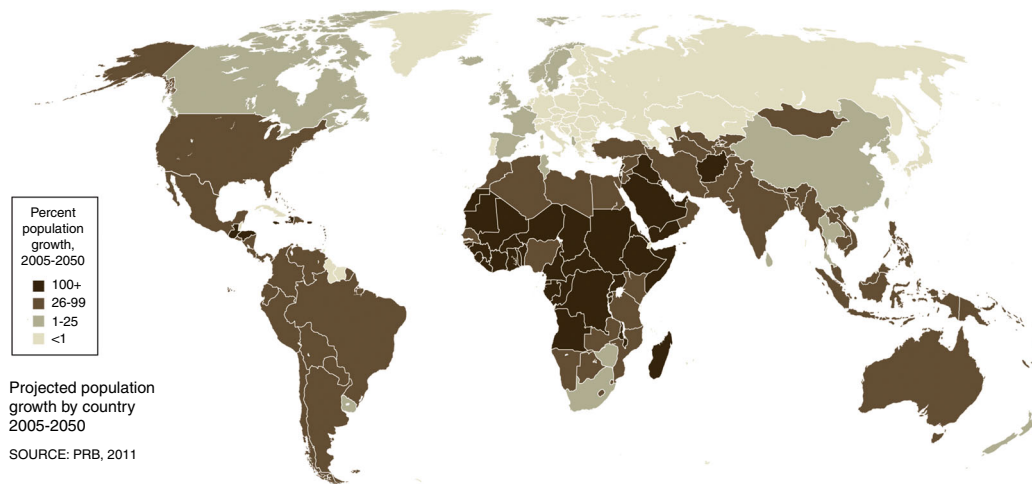 Percent
population
growth,
2005-2050
100+
26-99
1-25
<1
Projected population
growth by country
2005-2050
SOURCE: PRB, 2011